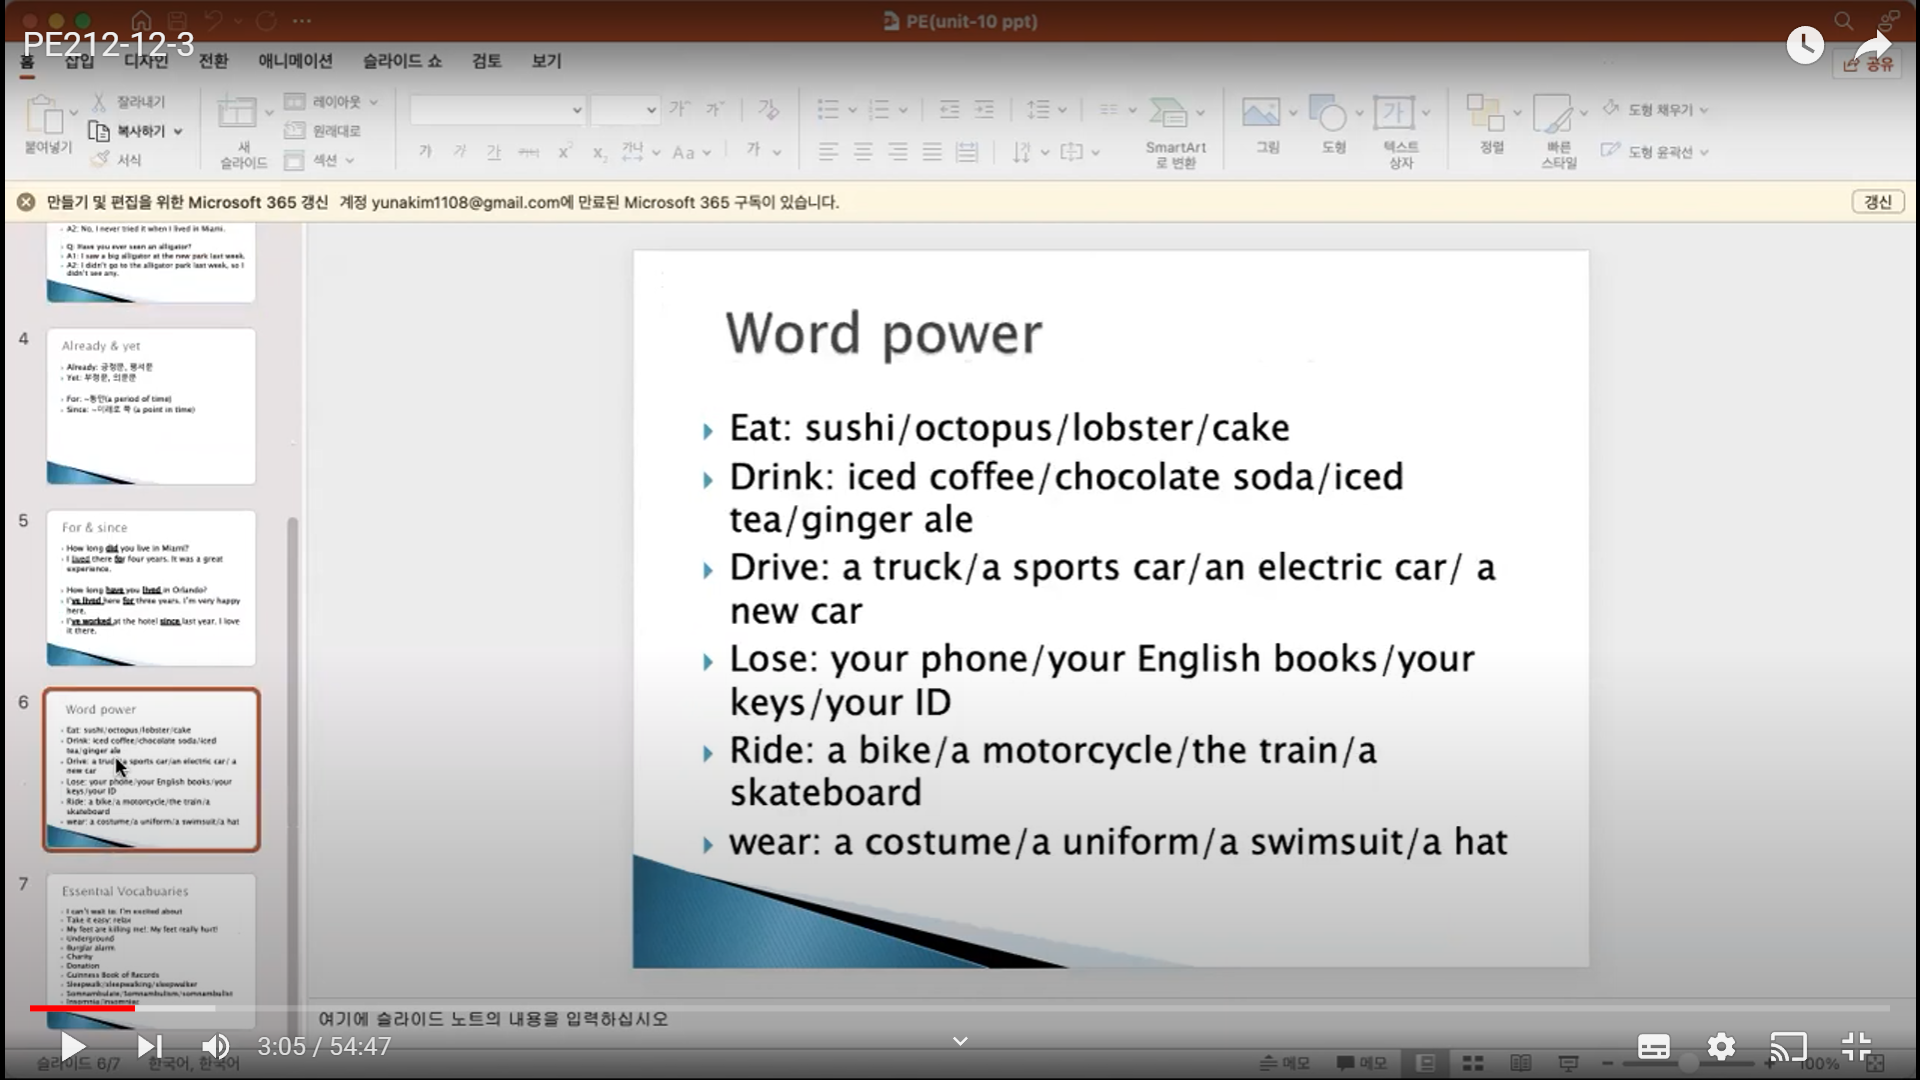 PE(unit-10 ppt)
PE212-12-3
홈 삽입 디자인 전환 애니메이션 슬라이드 쇼 검토 보기
공유
붙여넣기
잘라내기
복사하기
서식
새
슬라이드
레이아웃
원래대로
섹션
가 가 가 가나 Aa 가
SmartArt
로 변환
그림
도형
텍스트
상자
정렬
빠른
스타일
도형 채우기
도형 윤곽선
만들기 및 편집을 위한 Microsoft 365 갱신 계정 yunakim1108@gmail.com에 만료된 Microsoft 365 구독이 있습니다.
갱신
A2: No, I never tried it when I lived in Miami.
Q: Have you ever seen an alligator?
A1: I saw a big alligator at the new park last week.
A2: I didn't go to the alligator park last week, so I
didn't see any.
4
Already & yet
Already: 긍정문, 평서문
Yet: 부정문, 의문문
For: ~동안(a period of time)
Since: ~이래로 쭉 (a point in time)
5
For & since
How long did you live in Miami?
I lived there for four years. It was a great
experience.
How long have you lived in Orlando?
I've lived here for three years. I'm very happy
here.
I've worked at the hotel since last year. I love
it there.
6
Word power
Eat: sushi/octopus/lobster/cake
Drink: iced coffee/chocolate soda/iced
tea/ginger ale
Drive: a truck/a sports car/an electric car/ a
new car
Lose: your phone/your English books/your
keys/your ID
Ride: a bike/a motorcycle/the train/a
skateboard
wear: a costume/a uniform/a swimsuit/a hat
7
Essential Vocabuaries
I can't wait to: I'm excited about
Take it easy: relax
My feet are killing me!: My feet really hurt!
Underground
Burglar alarm
Charity
Donation
Guinness Book of Records
Sleepwalk/sleepwalking/sleepwalker
Somnambulate/Somnambulism/somnambulist
Insomnia/insomniac
Word power
Eat: sushi/octopus/lobster/cake
Drink: iced coffee/chocolate soda/iced
tea/ginger ale
Drive: a truck/a sports car/an electric car/ a
new car
Lose: your phone/your English books/your
keys/your ID
Ride: a bike/a motorcycle/the train/a
skateboard
wear: a costume/a uniform/a swimsuit/a hat
여기에 슬라이드 노트의 내용을 입력하십시오
3:05 / 54:47
슬라이드 6/7 한국어, 한국어
메모 메모
100%